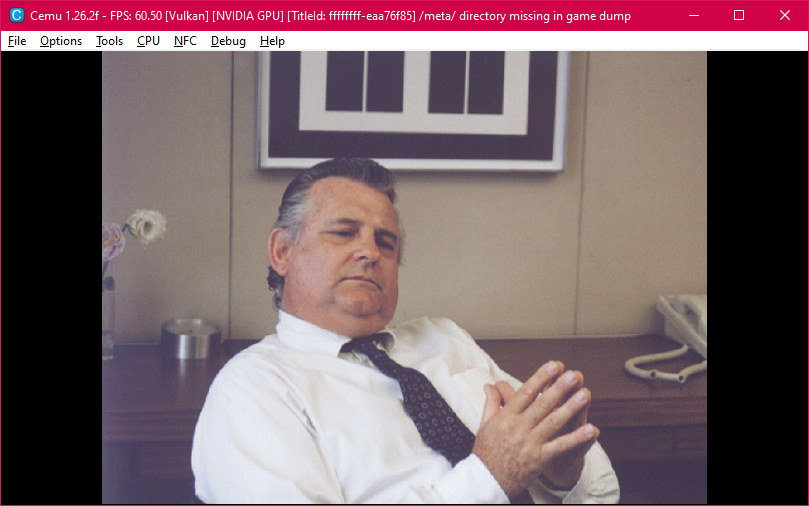 Cemu 1.26.2f - FPS: 60.50 [Vulkan] [NVIDIA GPU] [TitleId: ffffffff-eaa76f85] /meta/ directory missing in game dump
File Options Tools CPU NFC Debug Help